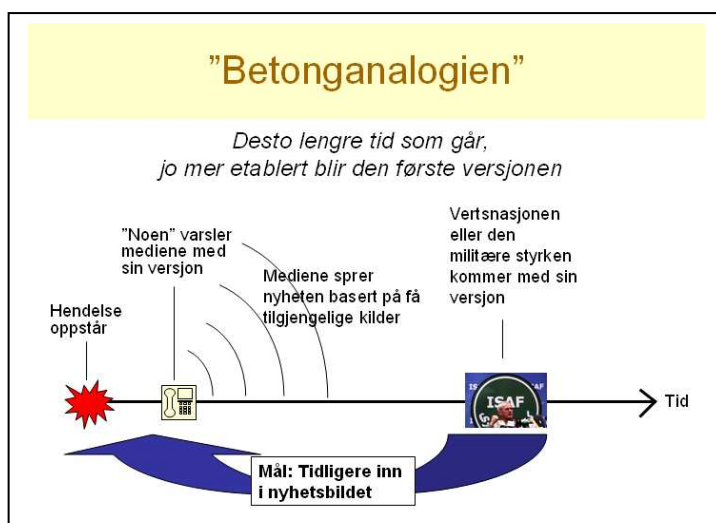 ”Betonganalogien”
Desto lengre tid som går,
jo mer etablert blir den første versjonen
Hendelse
oppstår
”Noen” varsler
mediene med
sin versjon
Mediene sprer
nyheten basert på få
tilgjengelige kilder
Vertsnasjonen
eller den
militære styrken
kommer med sin
versjon
ISAF
Tid
Mål: Tidligere inn
i nyhetsbildet